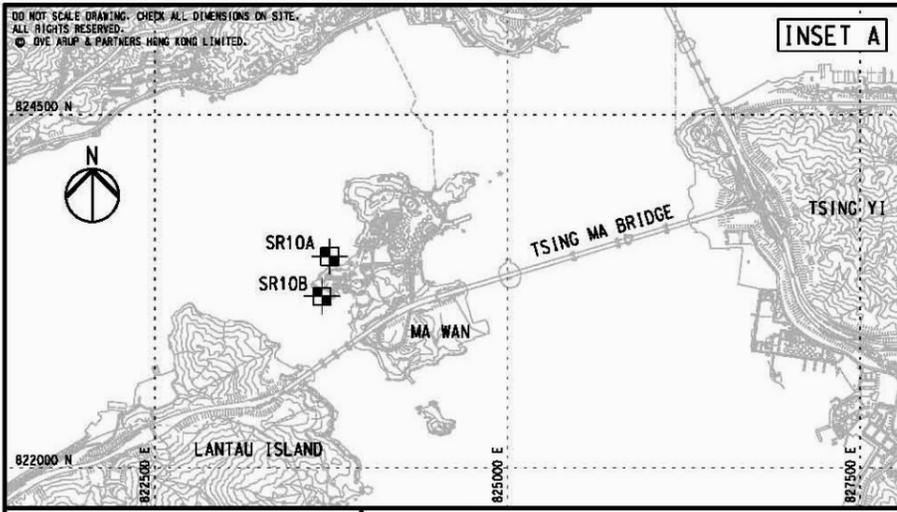 DO NOT SCALE DRAWING. CHECK ALL DIMENSIONS ON SITE.
ALL RIGHTS RESERVED.
© OVE ARUP & PARTNERS HONG KONG LIMITED.
INSET A
824500 N
N
TSING YI
TSING MA BRIDGE
SR10A
SR10B
MA WAN
LANTAU ISLAND
822000 N
822500 E
825000 E
827500 E